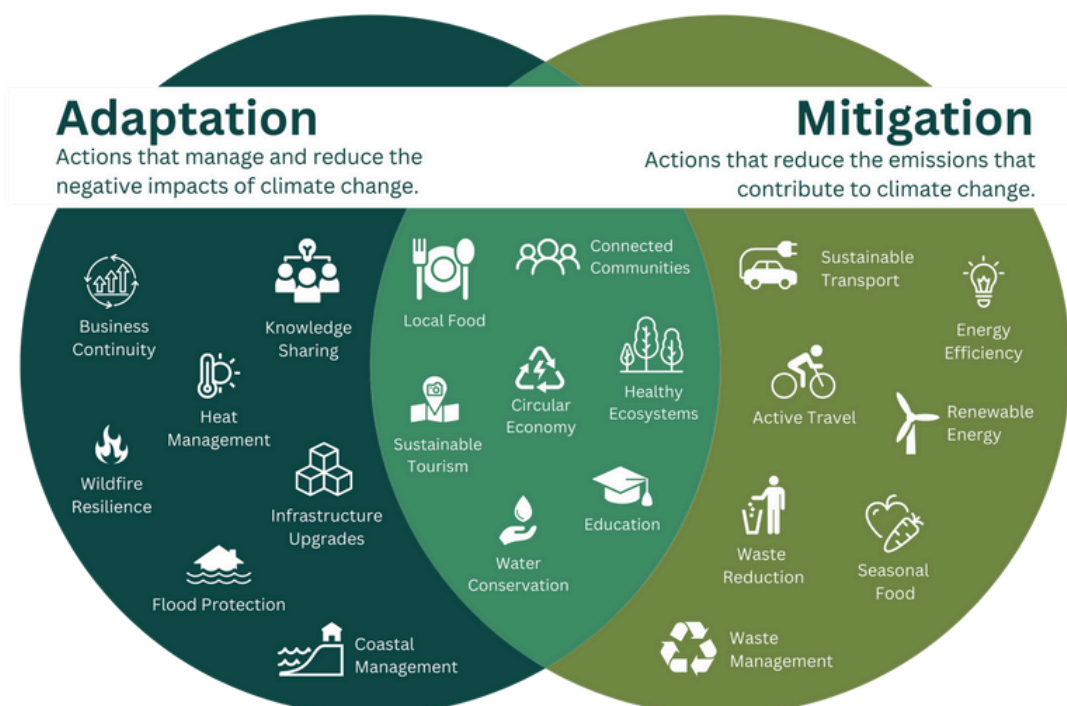 Adaptation
Actions that manage and reduce the
negative impacts of climate change.
Mitigation
Actions that reduce the emissions that
contribute to climate change.
Business
Continuity
Knowledge
Sharing
Heat
Management
Wildfire
Resilience
Infrastructure
Upgrades
Flood Protection
Coastal
Management
Local Food
Connected
Communities
Healthy
Ecosystems
Circular
Economy
Sustainable
Tourism
Education
Water
Conservation
Sustainable
Transport
Energy
Efficiency
Active Travel
Renewable
Energy
Waste
Reduction
Seasonal
Food
Waste
Management